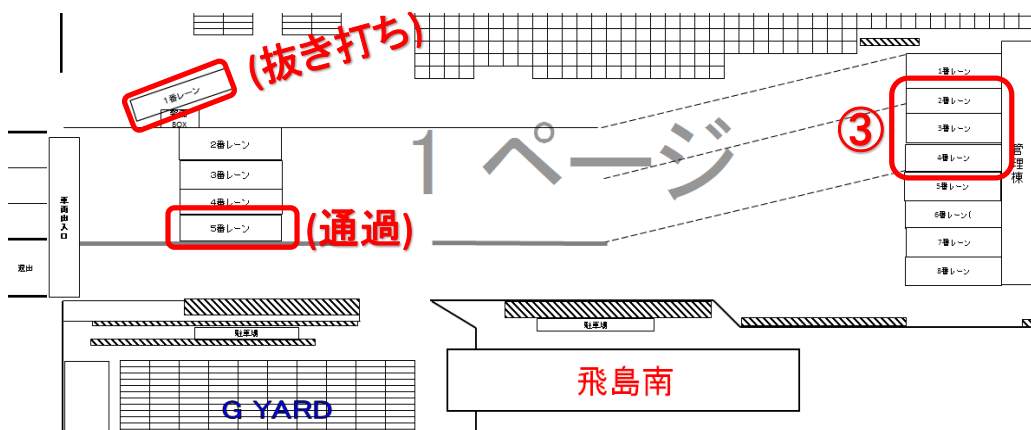 (抜き打ち)
1番レーン
BOX
2番レーン
3番レーン
4番レーン
5番レーン
(通過)
車両出入口
退出
1 ページ
③
1番レーン
2番レーン
3番レーン
4番レーン
5番レーン
6番レーン(
7番レーン
8番レーン
管理棟
駐車場
駐車場
G YARD
飛島南